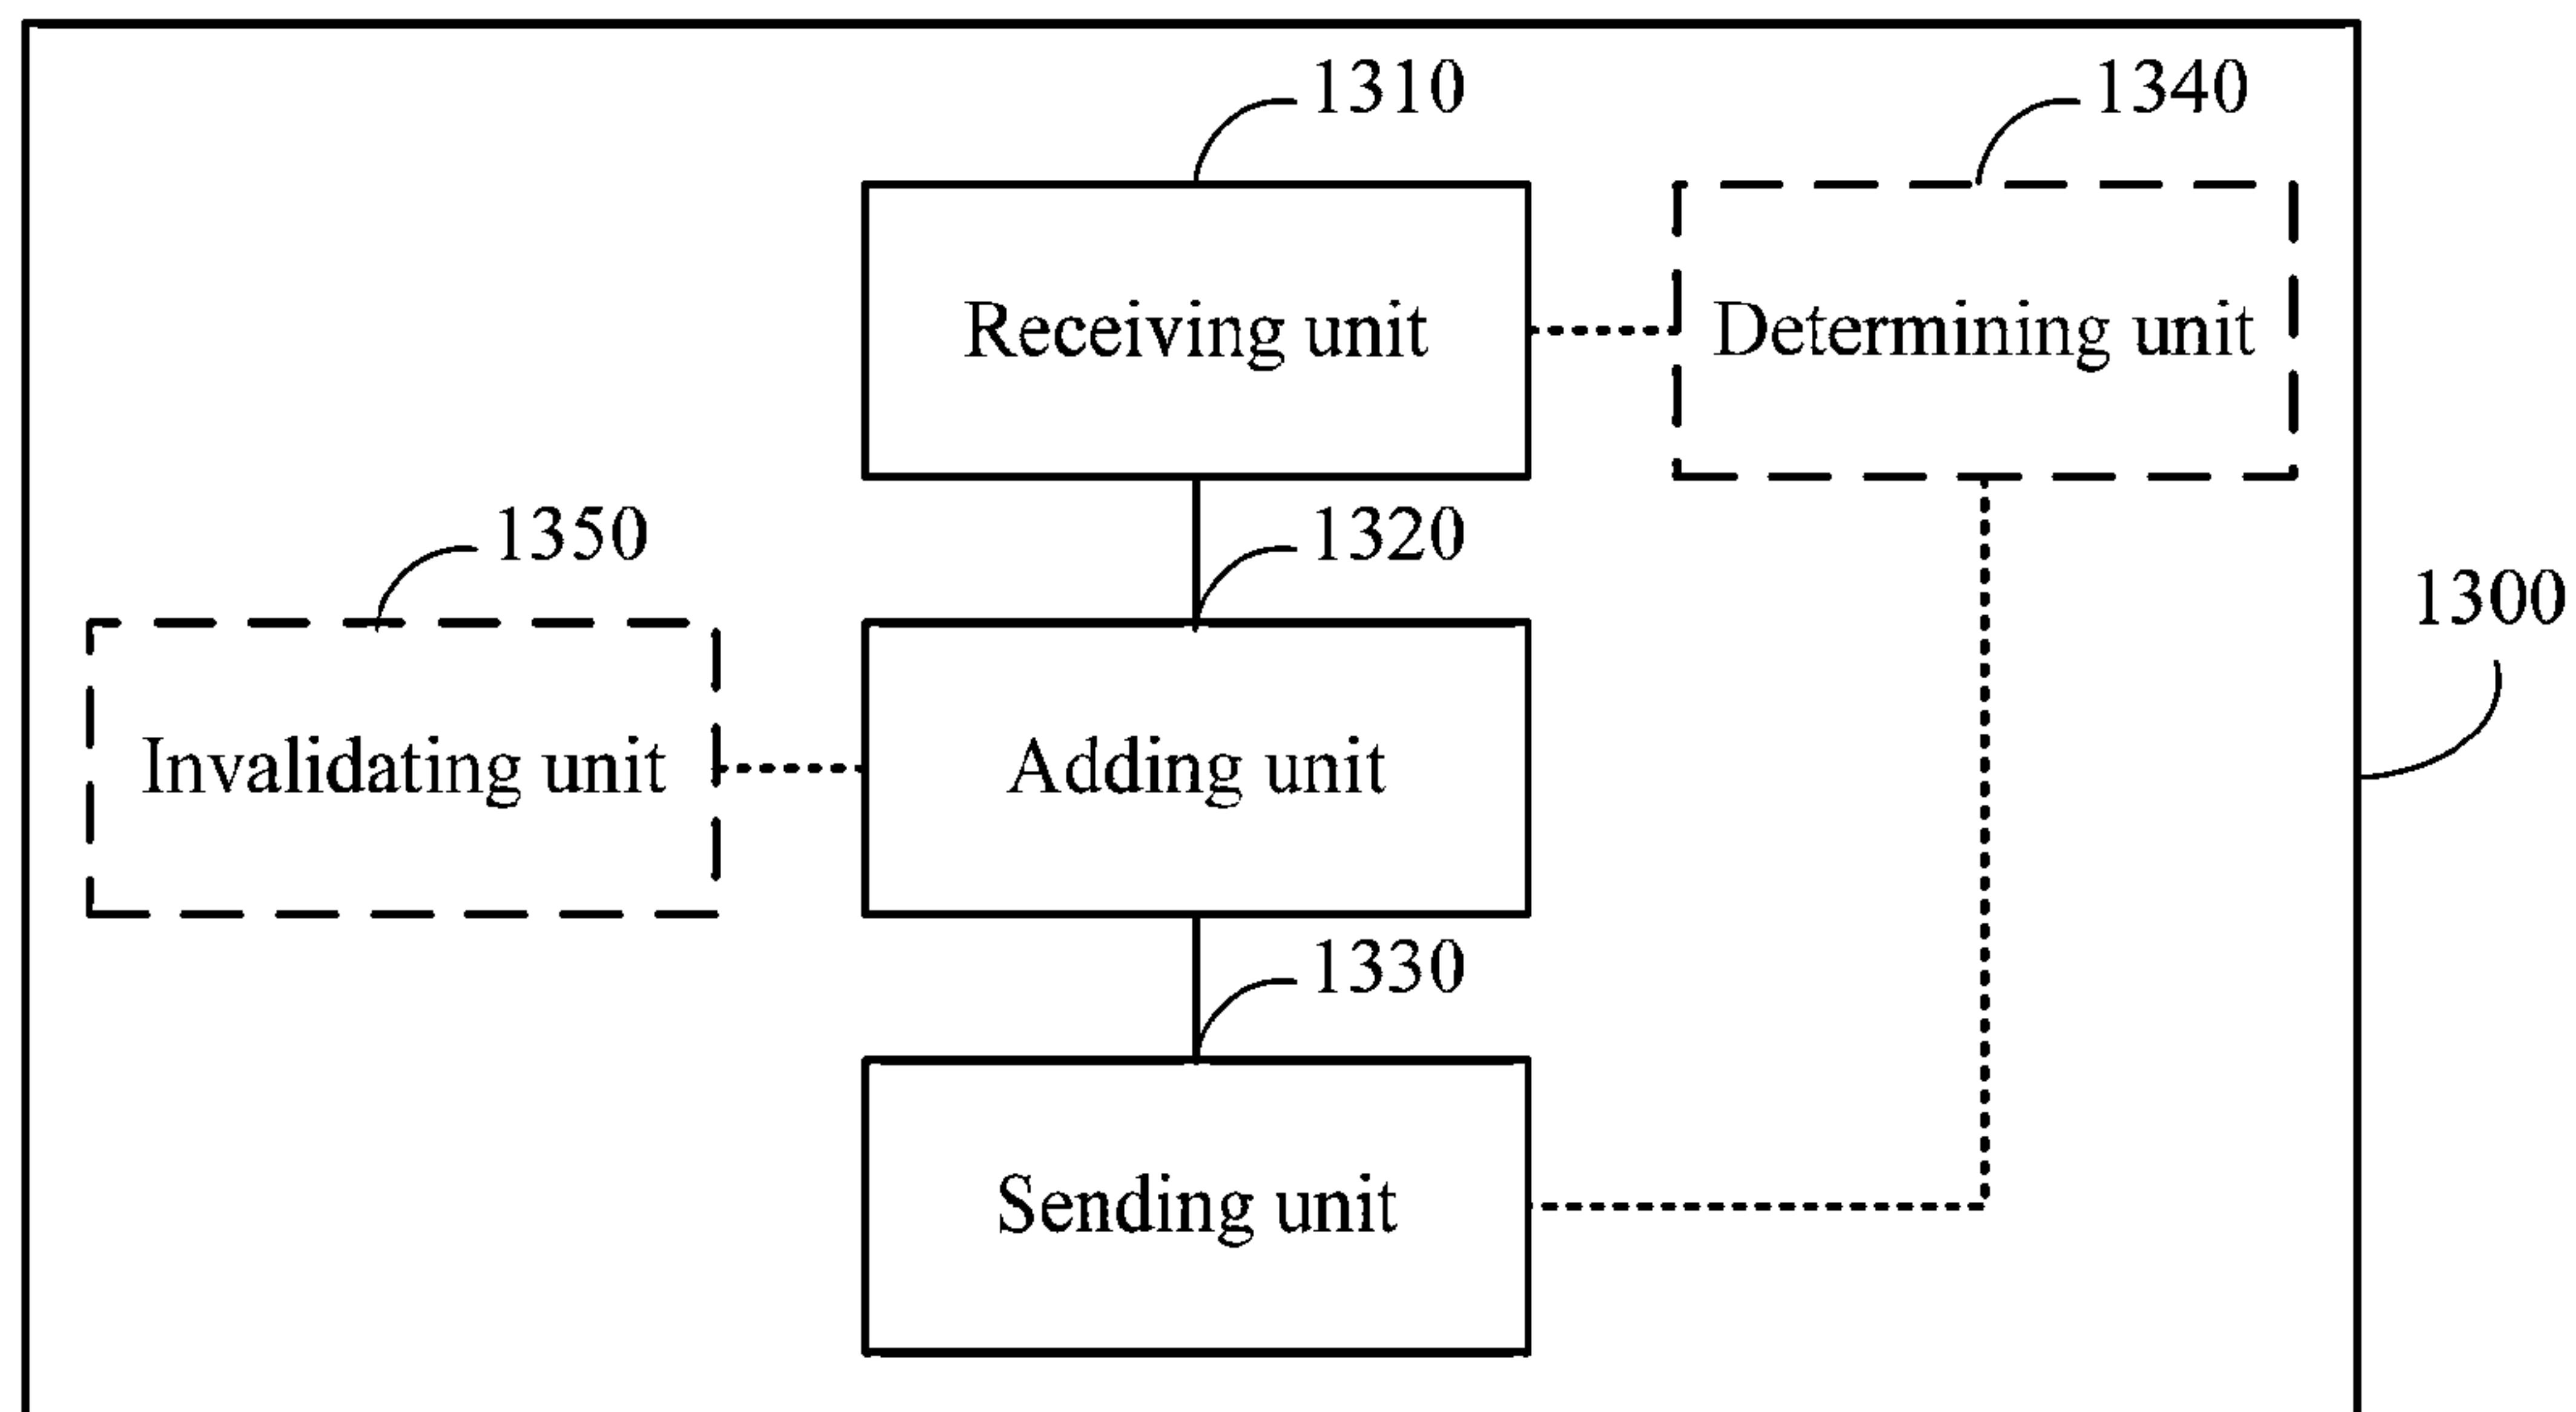 1310
1340
Receiving unit
Determining unit
1350
1320
1300
Invalidating unit
Adding unit
1330
Sending unit